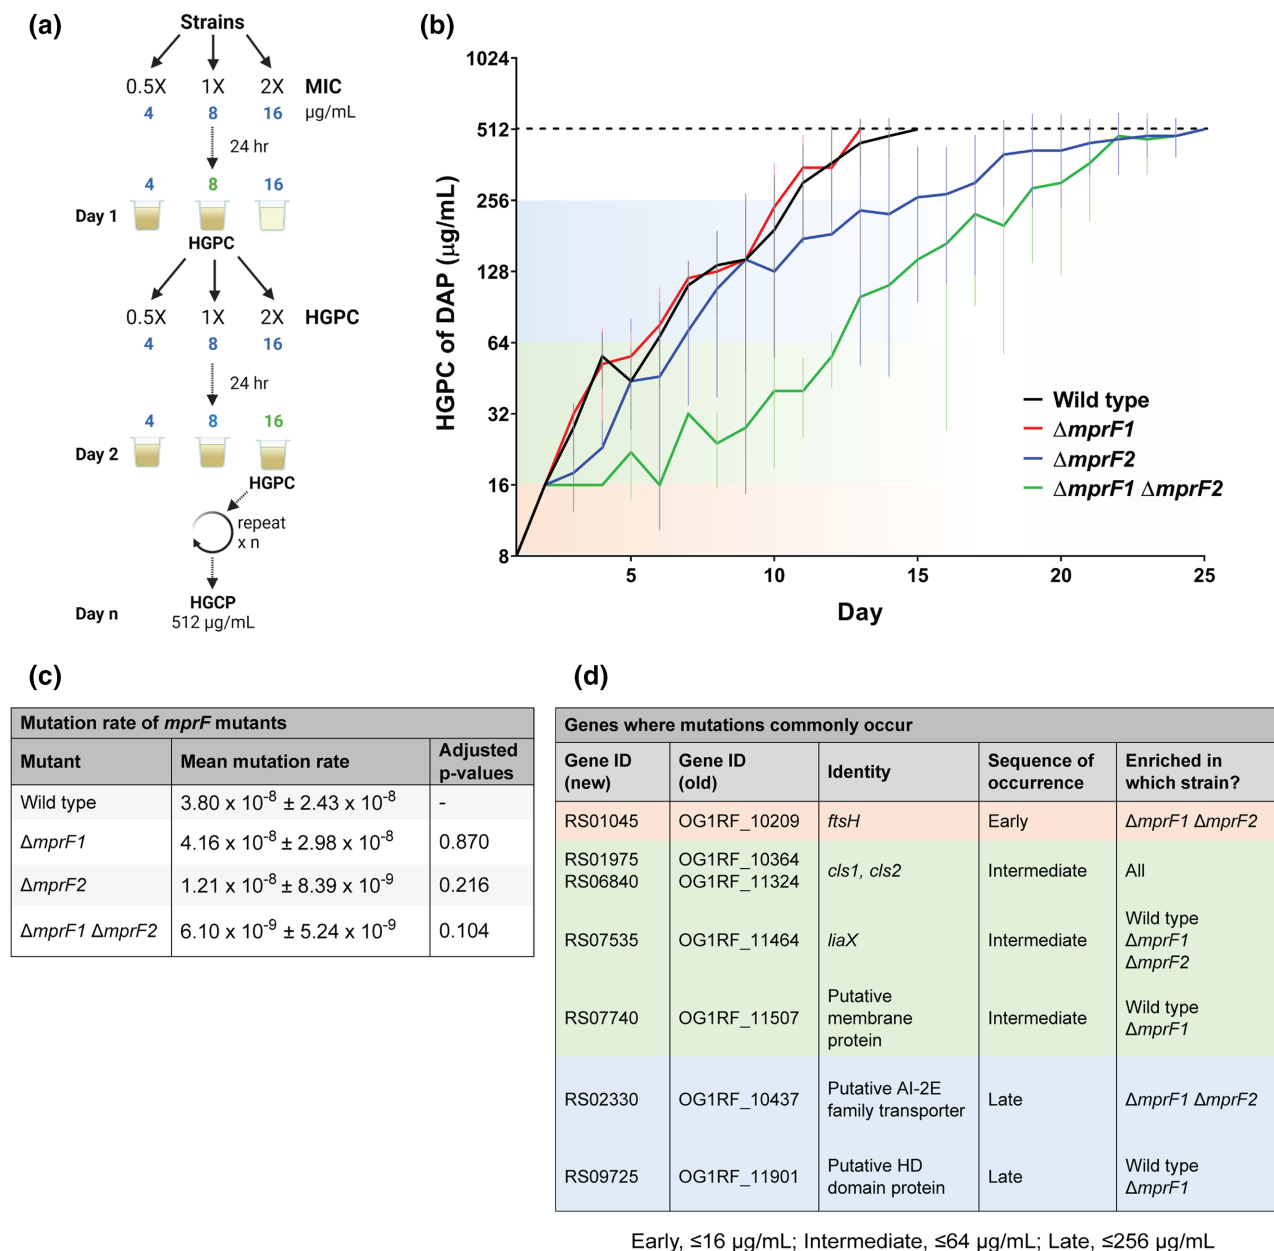 (a)
Strains
0.5X 1X 2X MIC
4 8 16 µg/mL
24 hr
4 8 16
Day 1
HGPC
0.5X 1X 2X HGPC
4 8 16
24 hr
4 8 16
Day 2
HGPC
repeat
x n
HGCP
Day n
512 µg/mL
(b)
HGPC of DAP (µg/mL)
1024
512
256
128
64
32
16
8
5 10 15 20 25
Day
Wild type
ΔmprF1
ΔmprF2
ΔmprF1 ΔmprF2
(c)
Mutation rate of mprF mutants
Mutant Mean mutation rate Adjusted
p-values
Wild type 3.80 x 10⁻⁸ ± 2.43 x 10⁻⁸ -
ΔmprF1 4.16 x 10⁻⁸ ± 2.98 x 10⁻⁸ 0.870
ΔmprF2 1.21 x 10⁻⁸ ± 8.39 x 10⁻⁹ 0.216
ΔmprF1 ΔmprF2 6.10 x 10⁻⁹ ± 5.24 x 10⁻⁹ 0.104
(d)
Genes where mutations commonly occur
Gene ID Gene ID Identity Sequence of Enriched in
(new) (old) occurrence which strain?
RS01045 OG1RF_10209 ftsH Early ΔmprF1 ΔmprF2
RS01975 OG1RF_10364 cls1, cls2 Intermediate All
RS06840 OG1RF_11324
RS07535 OG1RF_11464 liaX Intermediate Wild type
ΔmprF1
ΔmprF2
RS07740 OG1RF_11507 Putative Intermediate Wild type
membrane ΔmprF1
protein
RS02330 OG1RF_10437 Putative AI-2E Late ΔmprF1 ΔmprF2
family transporter
RS09725 OG1RF_11901 Putative HD Late Wild type
domain protein ΔmprF1
Early, ≤16 µg/mL; Intermediate, ≤64 µg/mL; Late, ≤256 µg/mL